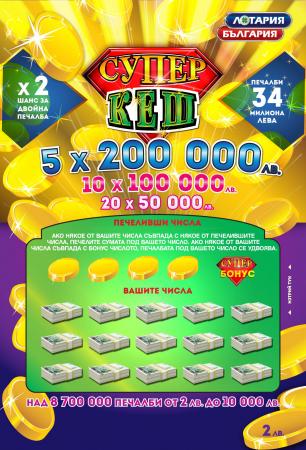 ЛОТАРИЯ
БЪЛГАРИЯ
СУПЕР
КЕШ
x 2
ШАНС ЗА
ДВОЙНА
ПЕЧАЛБА
ПЕЧАЛБИ
34
МИЛИОНА
ЛЕВА
5 x 200 000 ЛВ.
10 x 100 000 ЛВ.
20 x 50 000 ЛВ.
ПЕЧЕЛИВШИ ЧИСЛА
АКО НЯКОЕ ОТ ВАШИТЕ ЧИСЛА СЪВПАДА С НЯКОЕ ОТ ПЕЧЕЛИВШИТЕ
ЧИСЛА, ПЕЧЕЛИТЕ СУМАТА ПОД ВАШЕТО ЧИСЛО. АКО НЯКОЕ ОТ ВАШИТЕ
ЧИСЛА СЪВПАДА С БОНУС ЧИСЛОТО, ПЕЧАЛБАТА ПОД ВАШЕТО ЧИСЛО СЕ УДВОЯВА.
СУПЕР
БОНУС
ВАШИТЕ ЧИСЛА
ИЗТРИЙ ТУК
НАД 8 700 000 ПЕЧАЛБИ ОТ 2 ЛВ. ДО 10 000 ЛВ.
2 ЛВ.